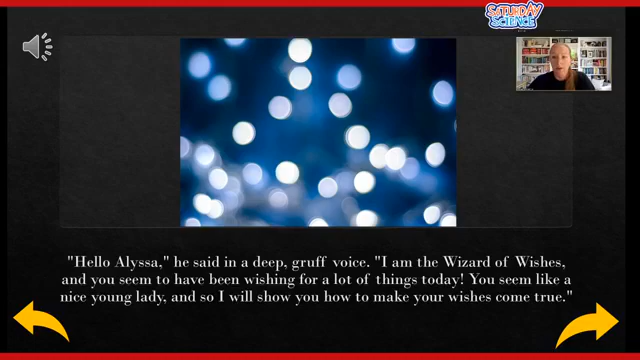 SATURDAY
SCIENCE
"Hello Alyssa," he said in a deep, gruff voice. "I am the Wizard of Wishes,
and you seem to have been wishing for a lot of things today! You seem like a
nice young lady, and so I will show you how to make your wishes come true."